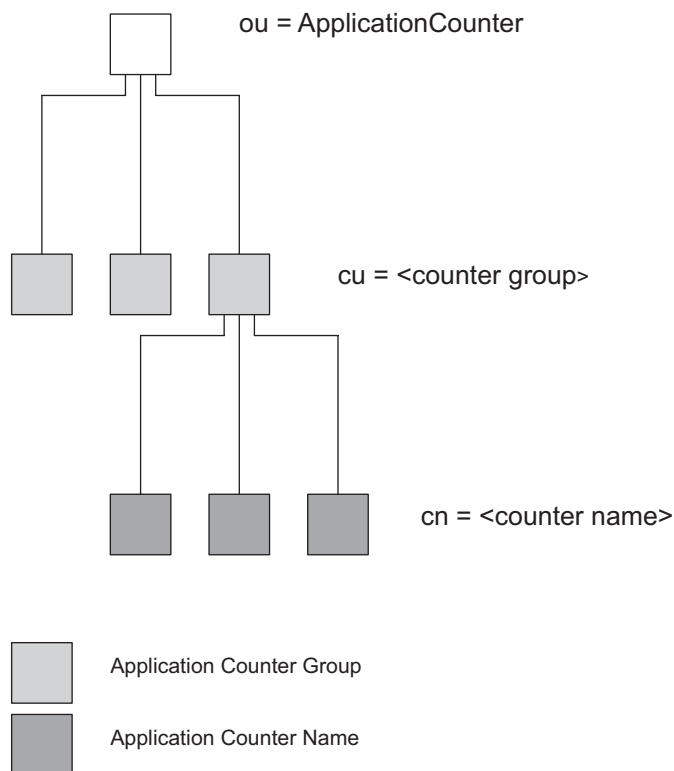 ou = ApplicationCounter
cu = <counter group>
cn = <counter name>
Application Counter Group
Application Counter Name